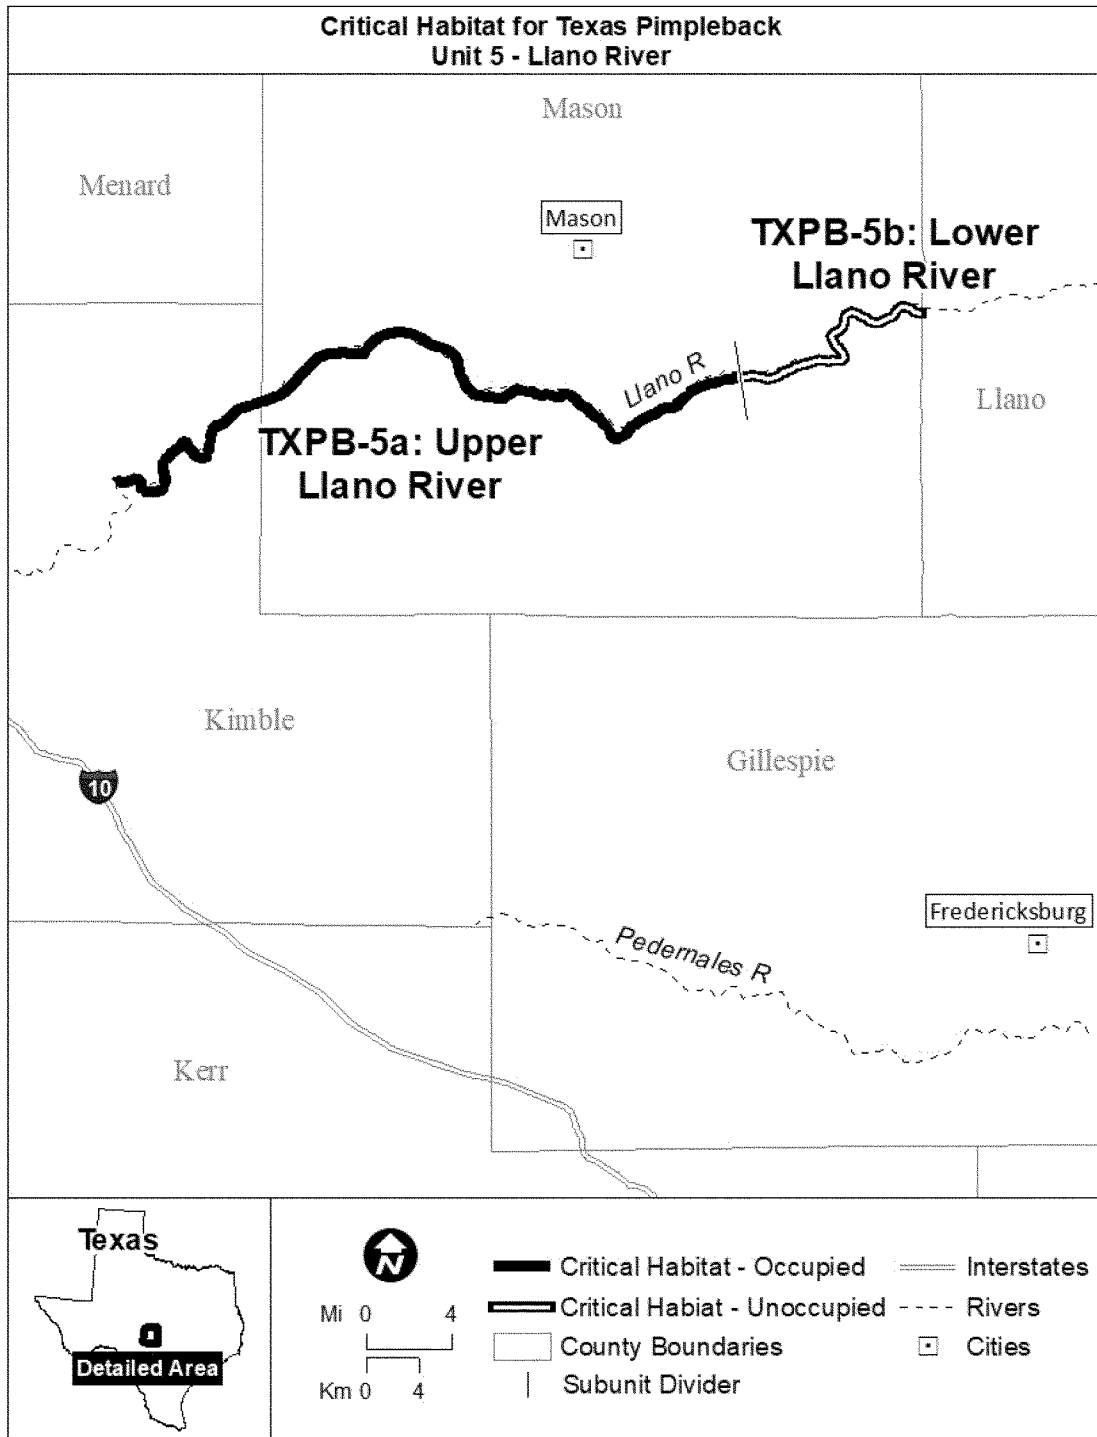 Critical Habitat for Texas Pimpleback
Unit 5 - Llano River
Mason
Menard
Mason
TXPB-5b: Lower
Llano River
Llano R
Llano
TXPB-5a: Upper
Llano River
Kimble
Gillespie
10
Fredericksburg
Pedernales R
Kerr
Texas
Detailed Area
N
Mi 0 4
Km 0 4
Critical Habitat - Occupied
Critical Habiat - Unoccupied
County Boundaries
Subunit Divider
Interstates
Rivers
Cities